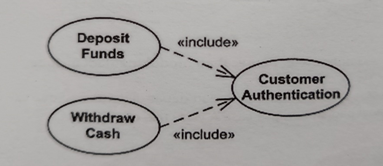 Deposit
Funds
«include»
Customer
Authentication
Withdraw
Cash
«include»